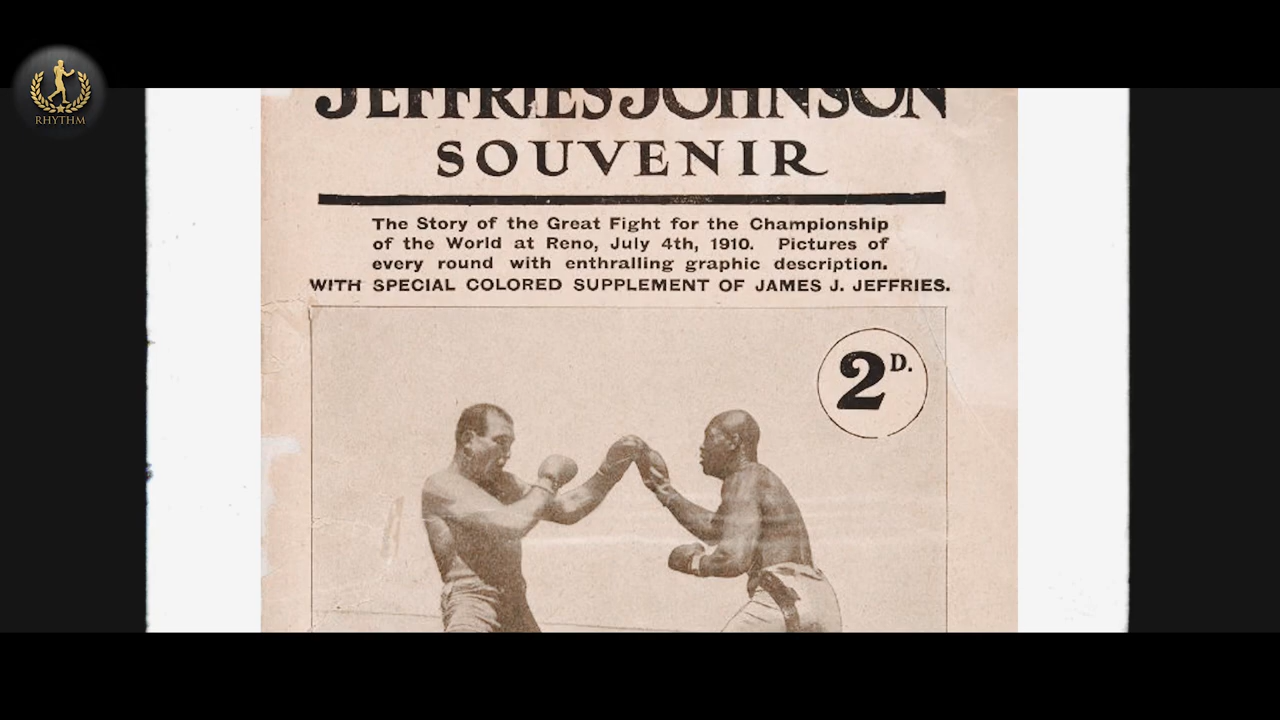 RHYTHM
JEFFRIES JOHNSON
SOUVENIR
The Story of the Great Fight for the Championship
of the World at Reno, July 4th, 1910. Pictures of
every round with enthralling graphic description.
WITH SPECIAL COLORED SUPPLEMENT OF JAMES J. JEFFRIES.
2D.